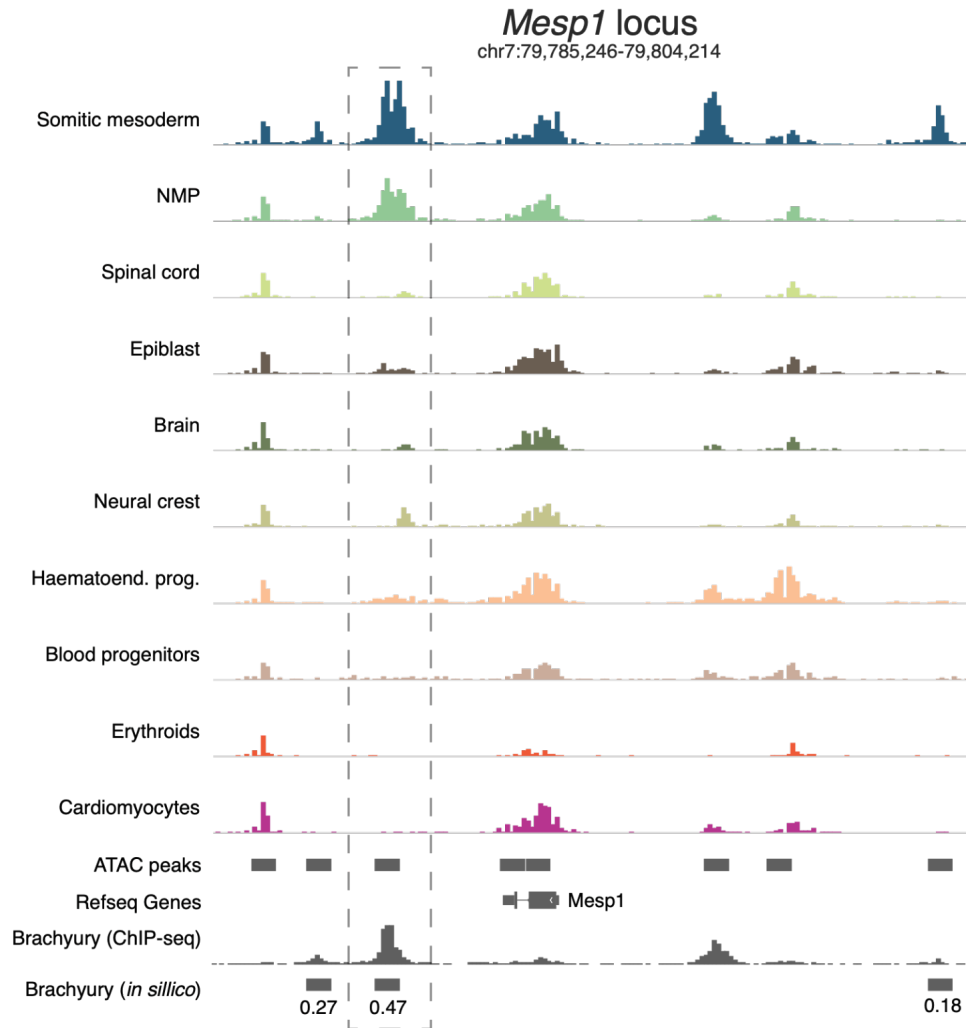 Mesp1 locus
chr7:79,785,246-79,804,214
Somitic mesoderm
NMP
Spinal cord
Epiblast
Brain
Neural crest
Haematoend. prog.
Blood progenitors
Erythroids
Cardiomyocytes
ATAC peaks
Refseq Genes Mesp1
Brachyury (ChIP-seq)
Brachyury (in sillico)
0.27 0.47 0.18